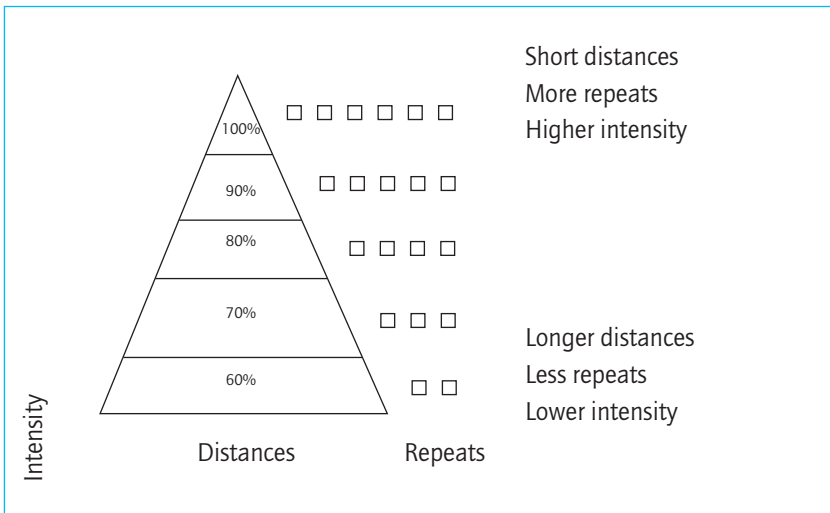 Short distances
More repeats
Higher intensity
100%
90%
80%
70%
60%
Longer distances
Less repeats
Lower intensity
Intensity
Distances
Repeats